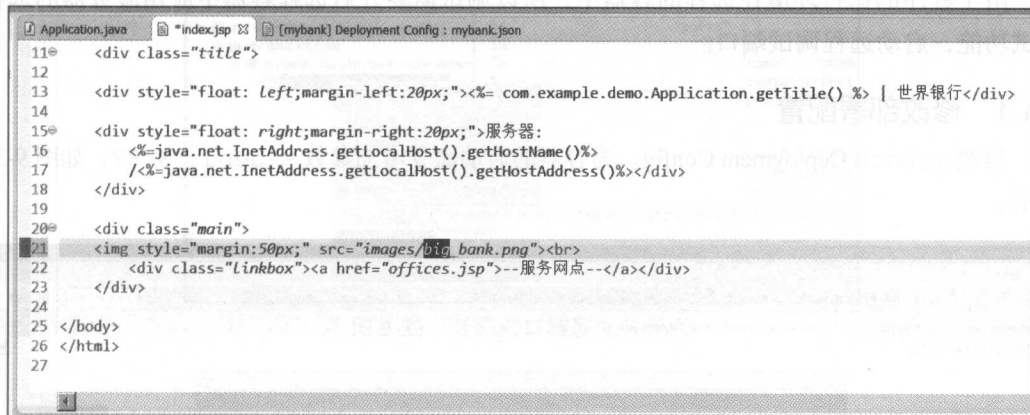 Application.java *index.jsp [mybank] Deployment Config : mybank.json
11 <div class="title">
12
13 <div style="float: left;margin-left:20px;"><%= com.example.demo.Application.getTitle() %> | 世界银行</div>
14
15 <div style="float: right;margin-right:20px;">服务器:
16 <%=java.net.InetAddress.getLocalHost().getHostName()%>
17 /<%=java.net.InetAddress.getLocalHost().getHostAddress()%></div>
18 </div>
19
20 <div class="main">
21 <img style="margin:50px;" src="images/big_bank.png"><br>
22 <div class="linkbox"><a href="offices.jsp">--服务网点--</a></div>
23 </div>
24
25 </body>
26 </html>
27